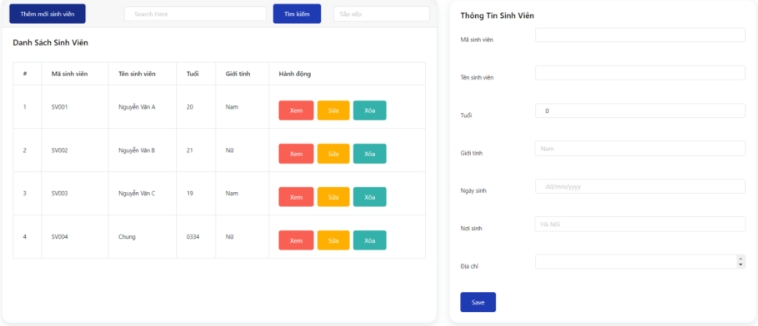 Thêm mới sinh viên
Search Here
Tìm kiếm
Sắp xếp
Danh Sách Sinh Viên
# Mã sinh viên Tên sinh viên Tuổi Giới tính Hành động
1 SV001 Nguyễn Văn A 20 Nam Xem Sửa Xóa
2 SV002 Nguyễn Văn B 21 Nữ Xem Sửa Xóa
3 SV003 Nguyễn Văn C 19 Nam Xem Sửa Xóa
4 SV004 Chung 0334 Nữ Xem Sửa Xóa
Thông Tin Sinh Viên
Mã sinh viên
Tên sinh viên
Tuổi 0
Giới tính Nam
Ngày sinh dd/mm/yyyy
Nơi sinh Hà Nội
Địa chỉ
Save